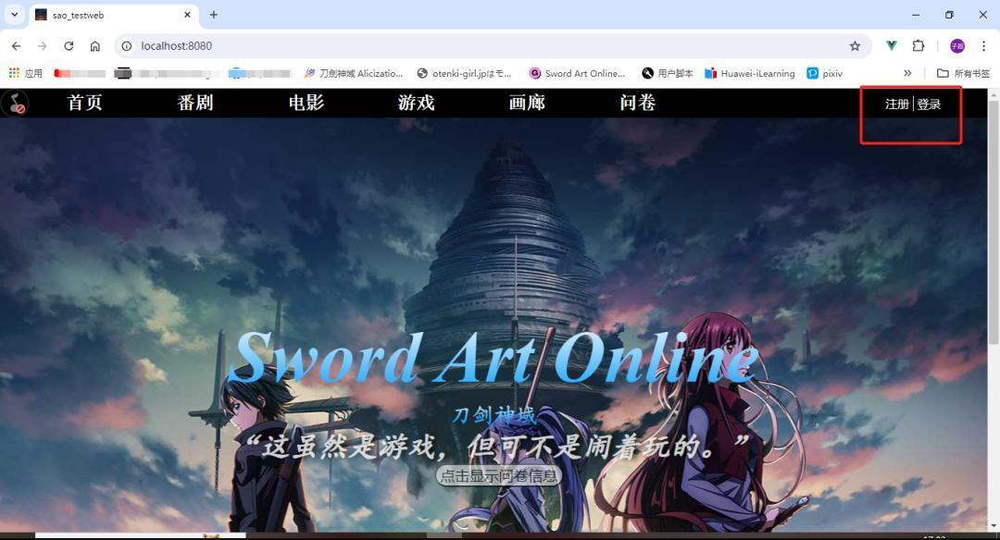 sao_testweb
localhost:8080
子超
应用
刀剑神域 Alicizatio...
otenki-girl.jpはモ...
Sword Art Online...
用户脚本
Huawei-iLearning
pixiv
所有书签
首页 番剧 电影 游戏 画廊 问卷 注册 登录
Sword Art Online
刀剑神域
“这虽然是游戏，但可不是闹着玩的。”
点击显示问卷信息